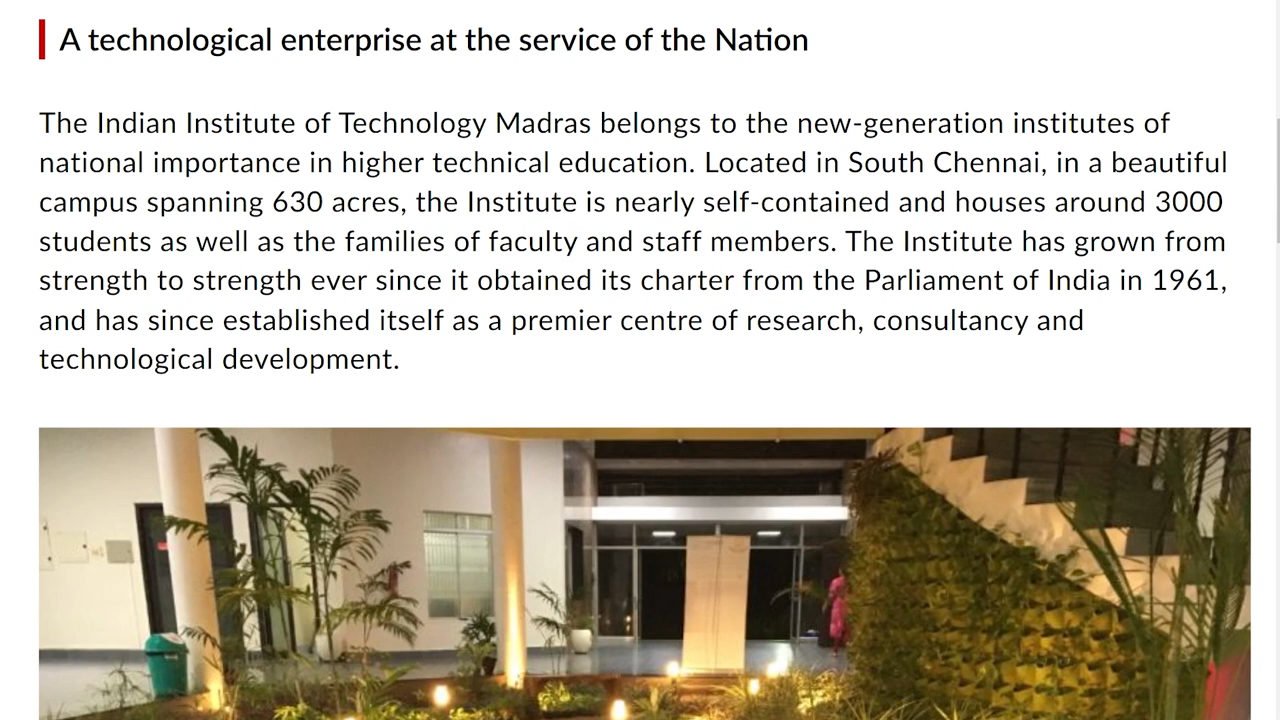 A technological enterprise at the service of the Nation
The Indian Institute of Technology Madras belongs to the new-generation institutes of
national importance in higher technical education. Located in South Chennai, in a beautiful
campus spanning 630 acres, the Institute is nearly self-contained and houses around 3000
students as well as the families of faculty and staff members. The Institute has grown from
strength to strength ever since it obtained its charter from the Parliament of India in 1961,
and has since established itself as a premier centre of research, consultancy and
technological development.